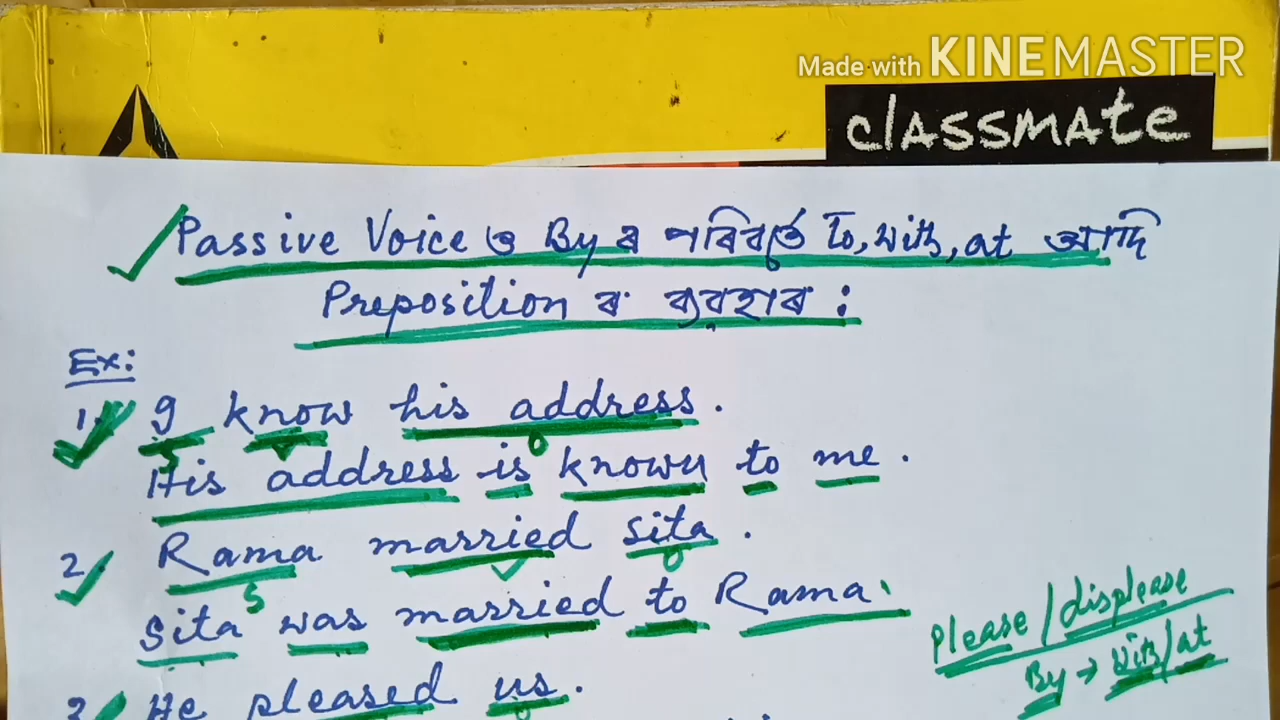 Made with KINEMASTER
classmate
Passive Voice ত By ৰ পৰিবৰ্তে to, with, at আদি
Preposition ৰ ব্যৱহাৰ :
Ex:
1. I know his address.
S V O
His address is known to me.
2. Rama married Sita.
S V O
Sita was married to Rama.
Please / displease
By → With/at
3. He pleased us.